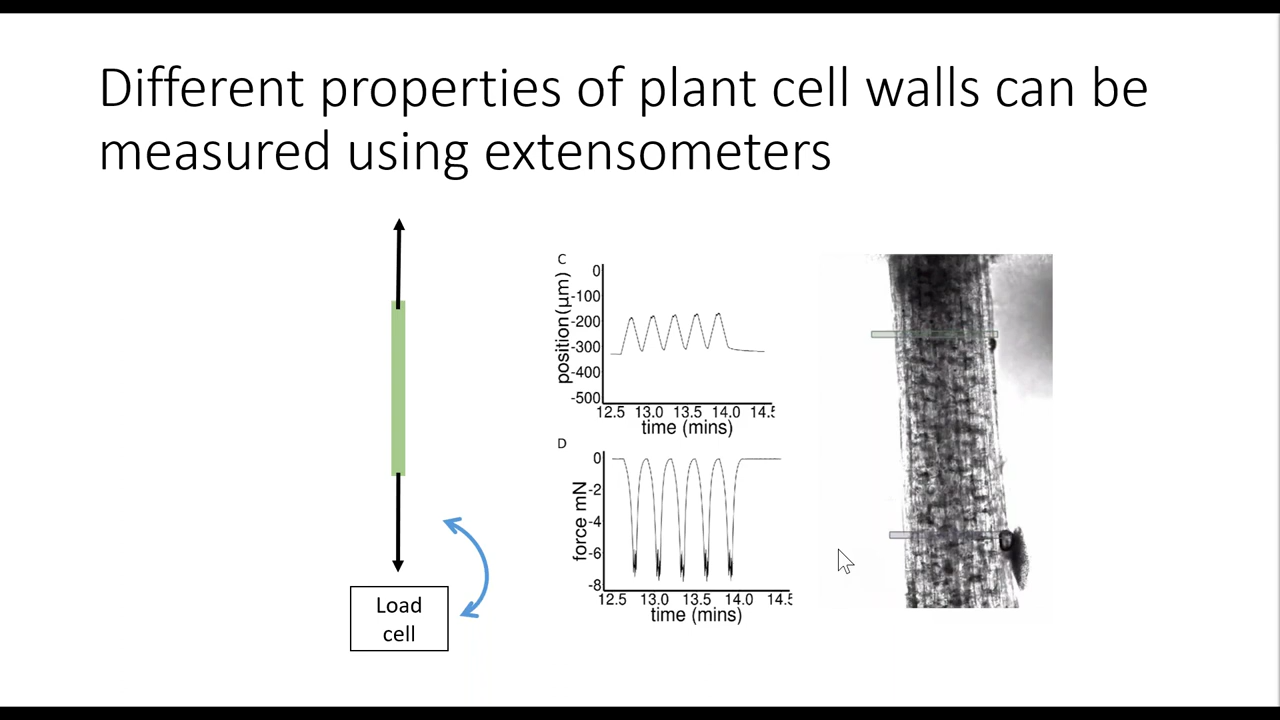 Different properties of plant cell walls can be
measured using extensometers
C
position(μm)
0
-100
-200
-300
-400
-500
12.5 13.0 13.5 14.0 14.5
time (mins)
D
force mN
0
-2
-4
-6
-8
12.5 13.0 13.5 14.0 14.5
time (mins)
Load
cell